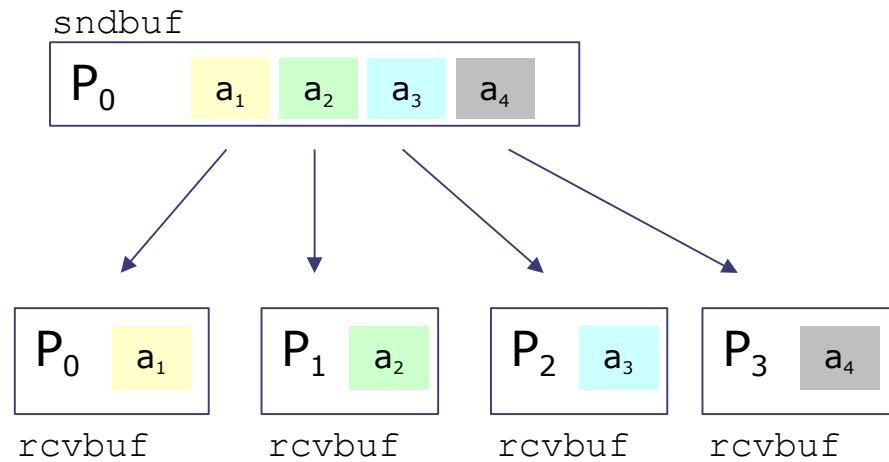 sndbuf
P₀ a₁ a₂ a₃ a₄
P₀ a₁ P₁ a₂ P₂ a₃ P₃ a₄
rcvbuf rcvbuf rcvbuf rcvbuf